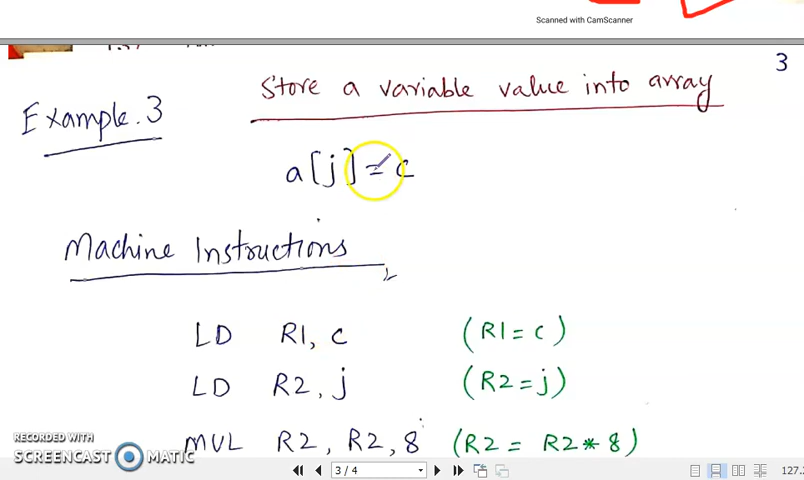 Scanned with CamScanner
3
Example.3
Store a variable value into array
a[j] = c
Machine Instructions
LD R1, c (R1 = c)
LD R2, j (R2 = j)
MUL R2, R2, 8 (R2 = R2 * 8)
RECORDED WITH
SCREENCAST MATIC
3 / 4